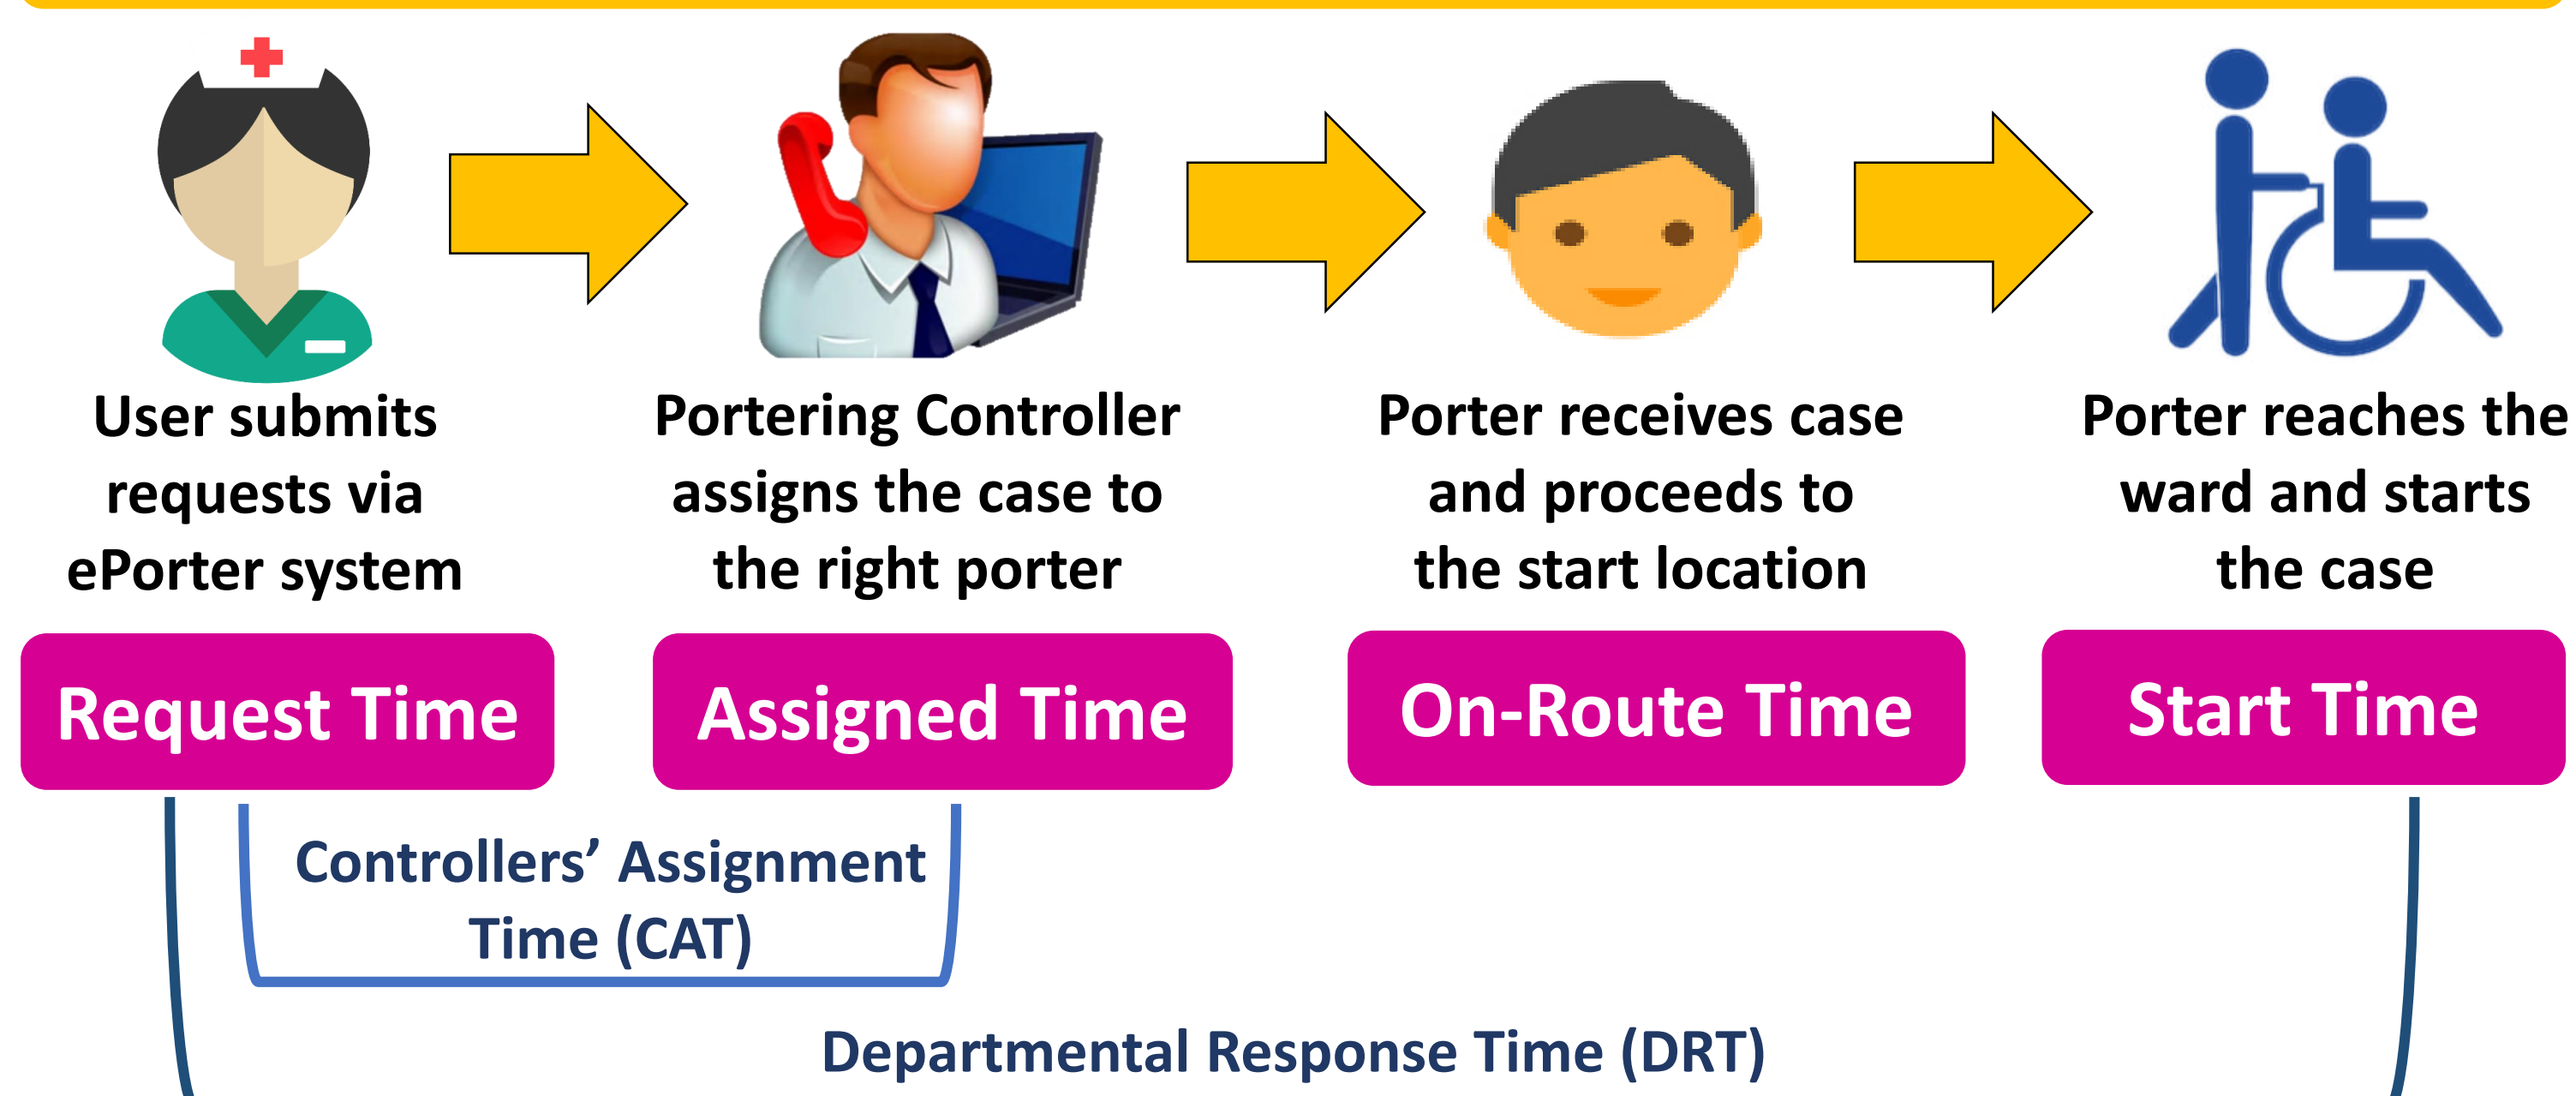 User submits
requests via
ePorter system
Portering Controller
assigns the case to
the right porter
Porter receives case
and proceeds to
the start location
Porter reaches the
ward and starts
the case
Request Time
Assigned Time
On-Route Time
Start Time
Controllers’ Assignment
Time (CAT)
Departmental Response Time (DRT)